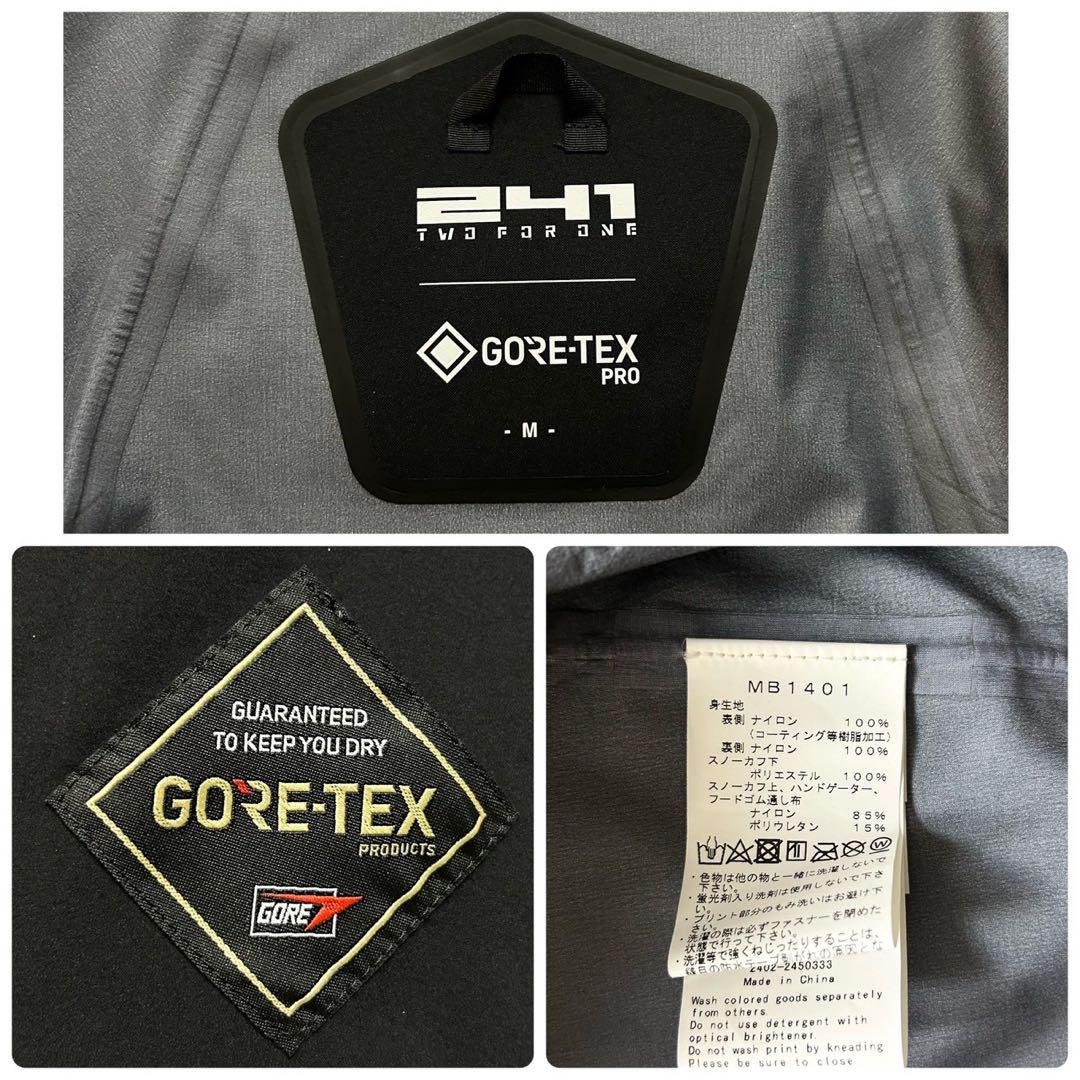 241
TWO FOR ONE
GORE-TEX
PRO
- M -
GUARANTEED
TO KEEP YOU DRY
GORE-TEX
PRODUCTS
GORE
MB1401
身生地
表側 ナイロン 100%
(コーティング等樹脂加工)
裏側 ナイロン 100%
スノーカフ下
ポリエステル 100%
スノーカフ上、ハンドゲーター、
フードゴム通し布
ナイロン 85%
ポリウレタン 15%
・色物は他の物と一緒に洗濯しないで
下さい。
・蛍光剤入り洗剤は使用しないで下さ
い。
・プリント部分のもみ洗いはお避け下
さい。
・洗濯の際は必ずファスナーを閉めた
状態で行って下さい。
・洗濯等で強くねじったりすることは、
2402-2450333
Made in China
Wash colored goods separately
from others.
Do not use detergent with
optical brightener.
Do not wash print by kneading
Please be sure to close